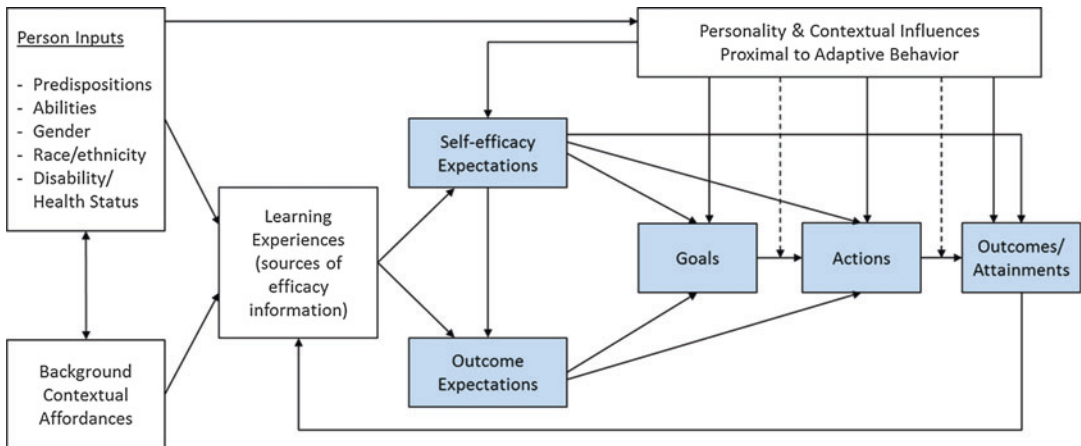 Person Inputs
- Predispositions
- Abilities
- Gender
- Race/ethnicity
- Disability/
Health Status
Background
Contextual
Affordances
Learning
Experiences
(sources of
efficacy
information)
Personality & Contextual Influences
Proximal to Adaptive Behavior
Self-efficacy
Expectations
Outcome
Expectations
Goals
Actions
Outcomes/
Attainments